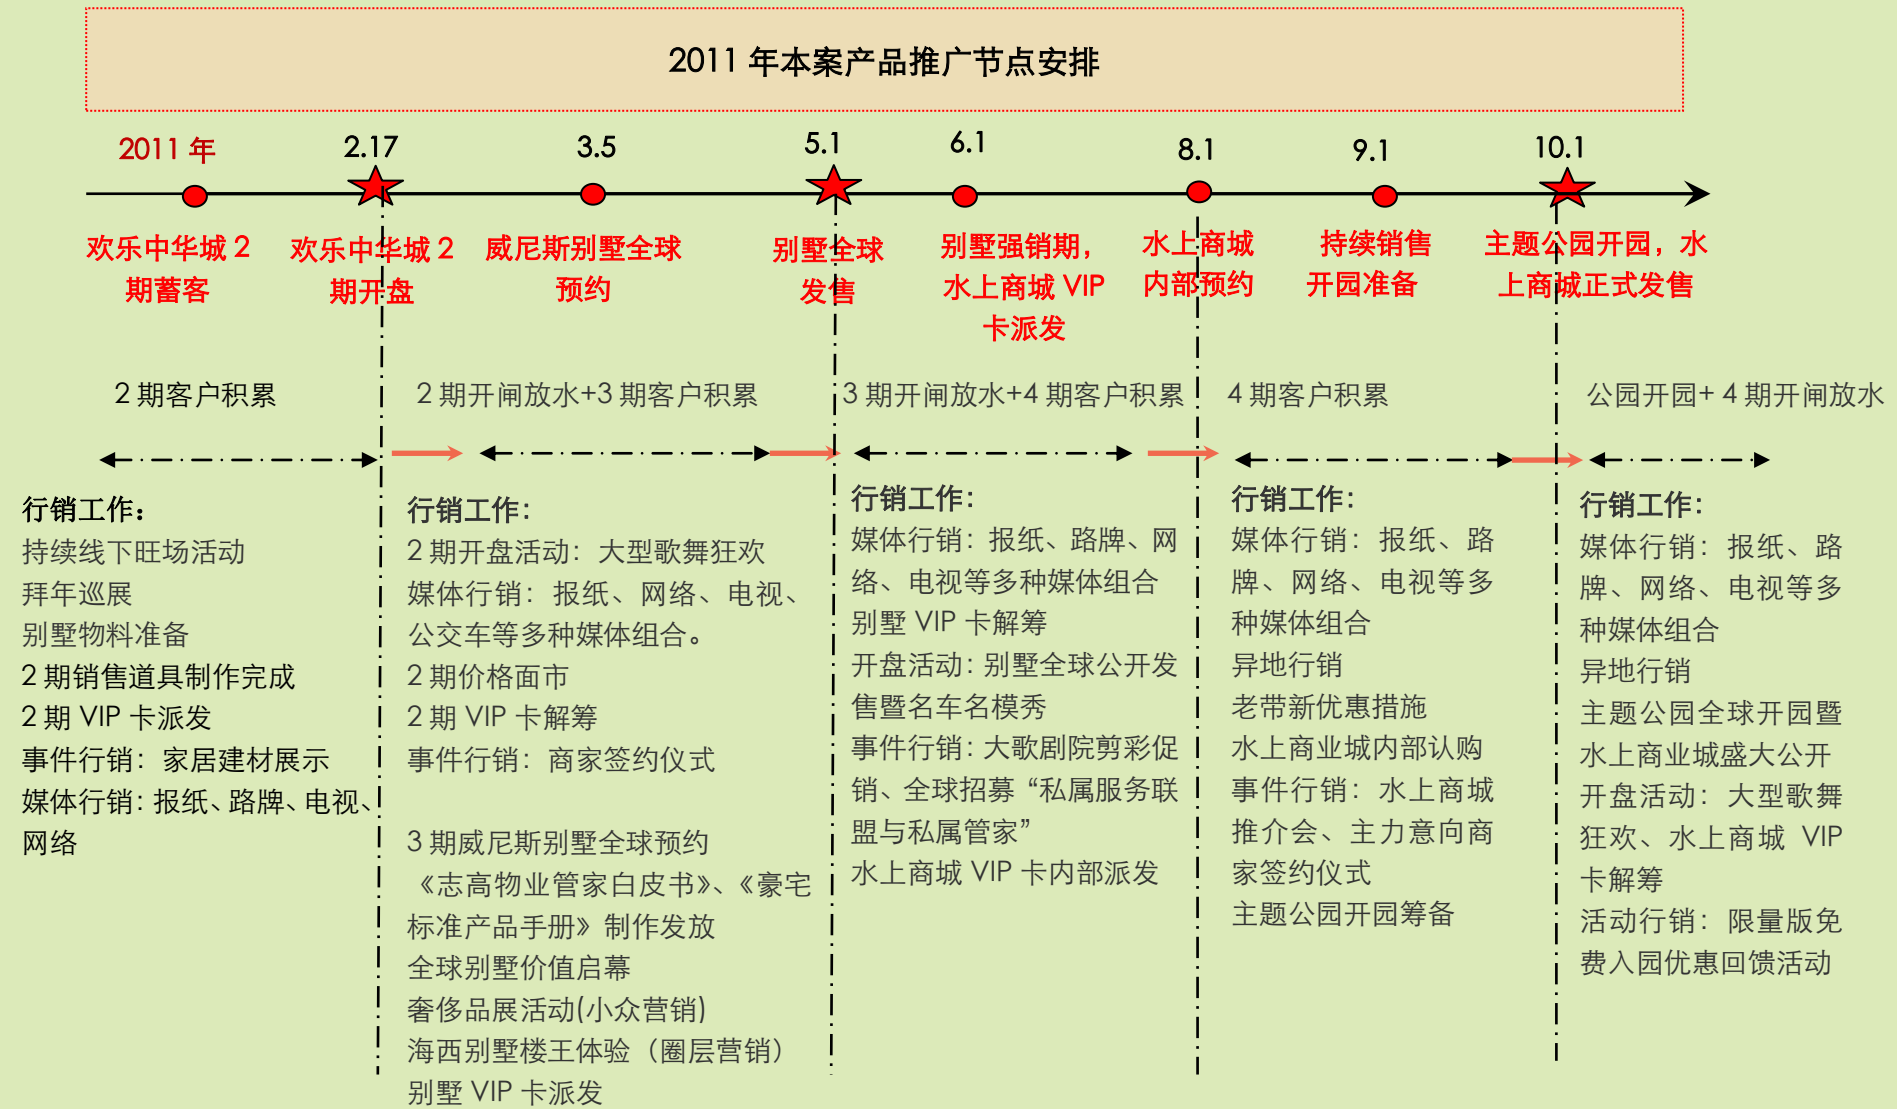 2011 年本案产品推广节点安排
2011 年
2.17
3.5
5.1
6.1
8.1
9.1
10.1
欢乐中华城 2
期蓄客
欢乐中华城 2
期开盘
威尼斯别墅全球
预约
别墅全球
发售
别墅强销期，
水上商城 VIP
卡派发
水上商城
内部预约
持续销售
开园准备
主题公园开园，水
上商城正式发售
2 期客户积累
2 期开闸放水+3 期客户积累
3 期开闸放水+4 期客户积累
4 期客户积累
公园开园+ 4 期开闸放水
行销工作：
持续线下旺场活动
拜年巡展
别墅物料准备
2 期销售道具制作完成
2 期 VIP 卡派发
事件行销：家居建材展示
媒体行销：报纸、路牌、电视、
网络
行销工作：
2 期开盘活动：大型歌舞狂欢
媒体行销：报纸、网络、电视、
公交车等多种媒体组合。
2 期价格面市
2 期 VIP 卡解筹
事件行销：商家签约仪式
3 期威尼斯别墅全球预约
《志高物业管家白皮书》、《豪宅
标准产品手册》制作发放
全球别墅价值启幕
奢侈品展活动(小众营销)
海西别墅楼王体验（圈层营销）
别墅 VIP 卡派发
行销工作：
媒体行销：报纸、路牌、网
络、电视等多种媒体组合
别墅 VIP 卡解筹
开盘活动：别墅全球公开发
售暨名车名模秀
事件行销：大歌剧院剪彩促
销、全球招募“私属服务联
盟与私属管家”
水上商城 VIP 卡内部派发
行销工作：
媒体行销：报纸、路
牌、网络、电视等多
种媒体组合
异地行销
老带新优惠措施
水上商业城内部认购
事件行销：水上商城
推介会、主力意向商
家签约仪式
主题公园开园筹备
行销工作：
媒体行销：报纸、路
牌、网络、电视等多
种媒体组合
异地行销
主题公园全球开园暨
水上商业城盛大公开
开盘活动：大型歌舞
狂欢、水上商城 VIP
卡解筹
活动行销：限量版免
费入园优惠回馈活动